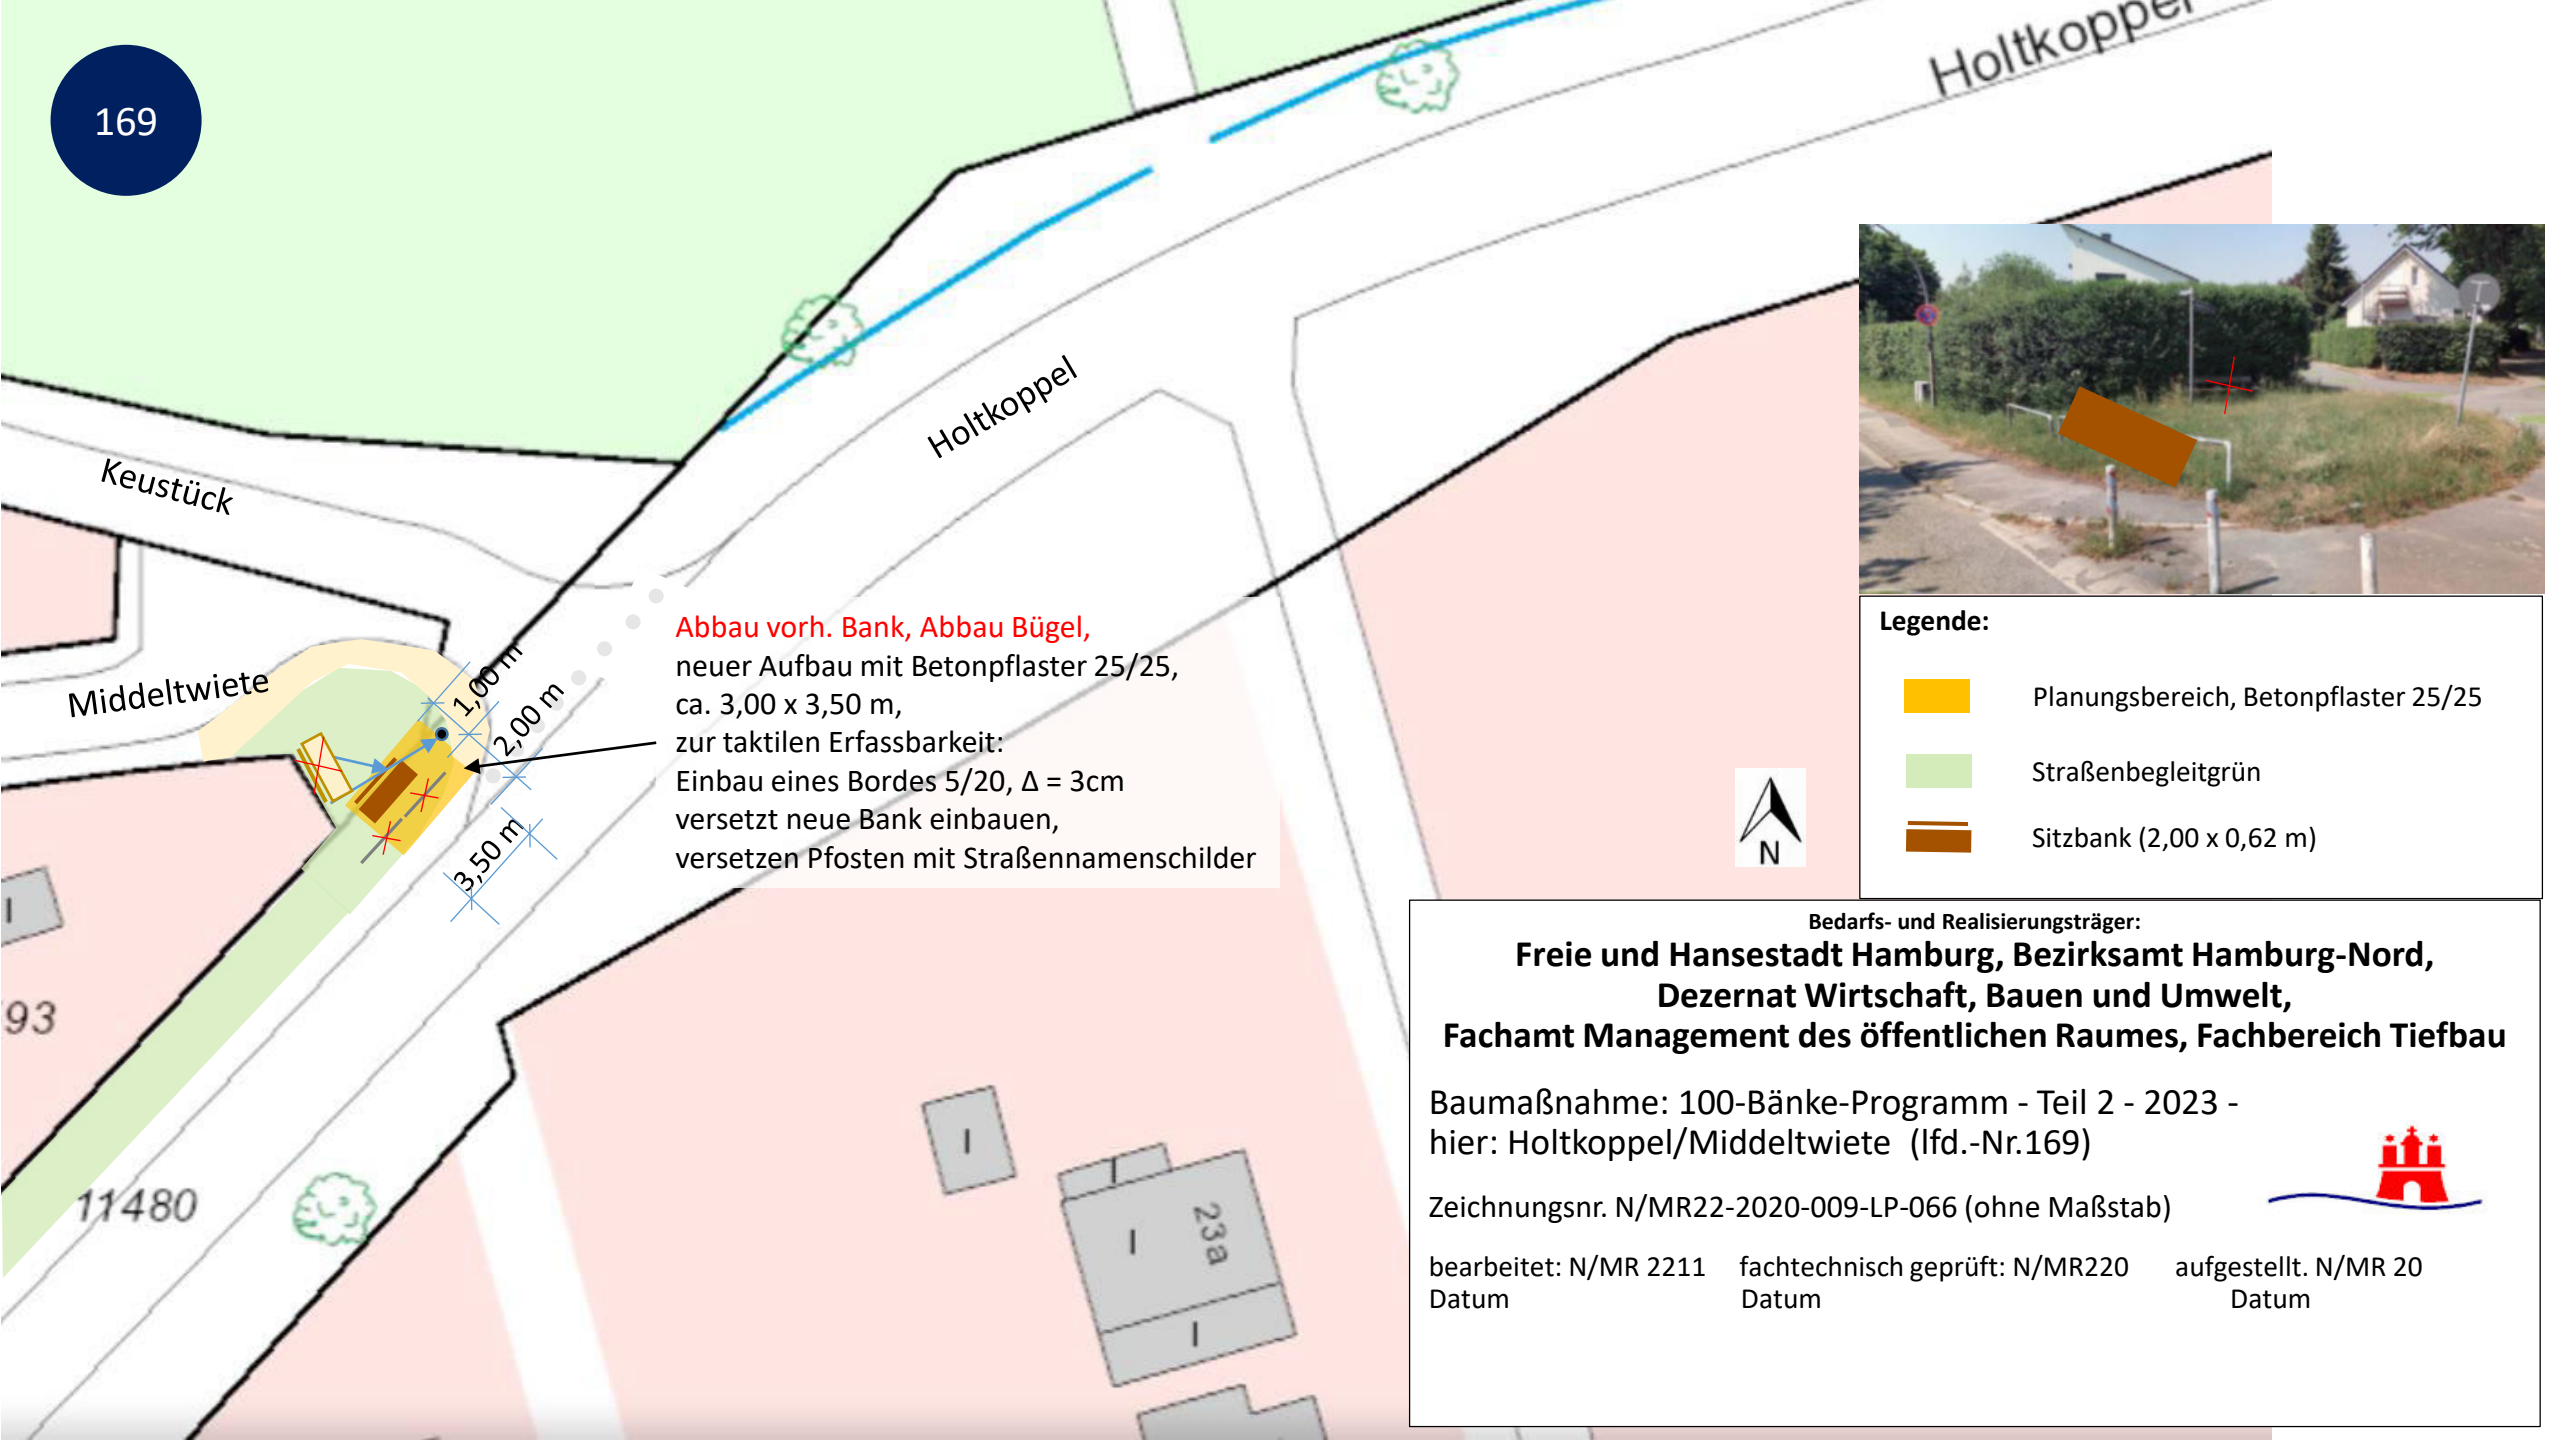 169
Holtkoppel
Holtkoppel
Keustück
Middeltwiete
1,00 m
2,00 m
3,50 m
Abbau vorh. Bank, Abbau Bügel,
neuer Aufbau mit Betonpflaster 25/25,
ca. 3,00 x 3,50 m,
zur taktilen Erfassbarkeit:
Einbau eines Bordes 5/20, Δ = 3cm
versetzt neue Bank einbauen,
versetzen Pfosten mit Straßennamenschilder
N
Legende:
Planungsbereich, Betonpflaster 25/25
Straßenbegleitgrün
Sitzbank (2,00 x 0,62 m)
I
93
11480
I
I
I
23a
I
Bedarfs- und Realisierungsträger:
Freie und Hansestadt Hamburg, Bezirksamt Hamburg-Nord,
Dezernat Wirtschaft, Bauen und Umwelt,
Fachamt Management des öffentlichen Raumes, Fachbereich Tiefbau
Baumaßnahme: 100-Bänke-Programm - Teil 2 - 2023 -
hier: Holtkoppel/Middeltwiete (lfd.-Nr.169)
Zeichnungsnr. N/MR22-2020-009-LP-066 (ohne Maßstab)
bearbeitet: N/MR 2211 fachtechnisch geprüft: N/MR220 aufgestellt. N/MR 20
Datum Datum Datum